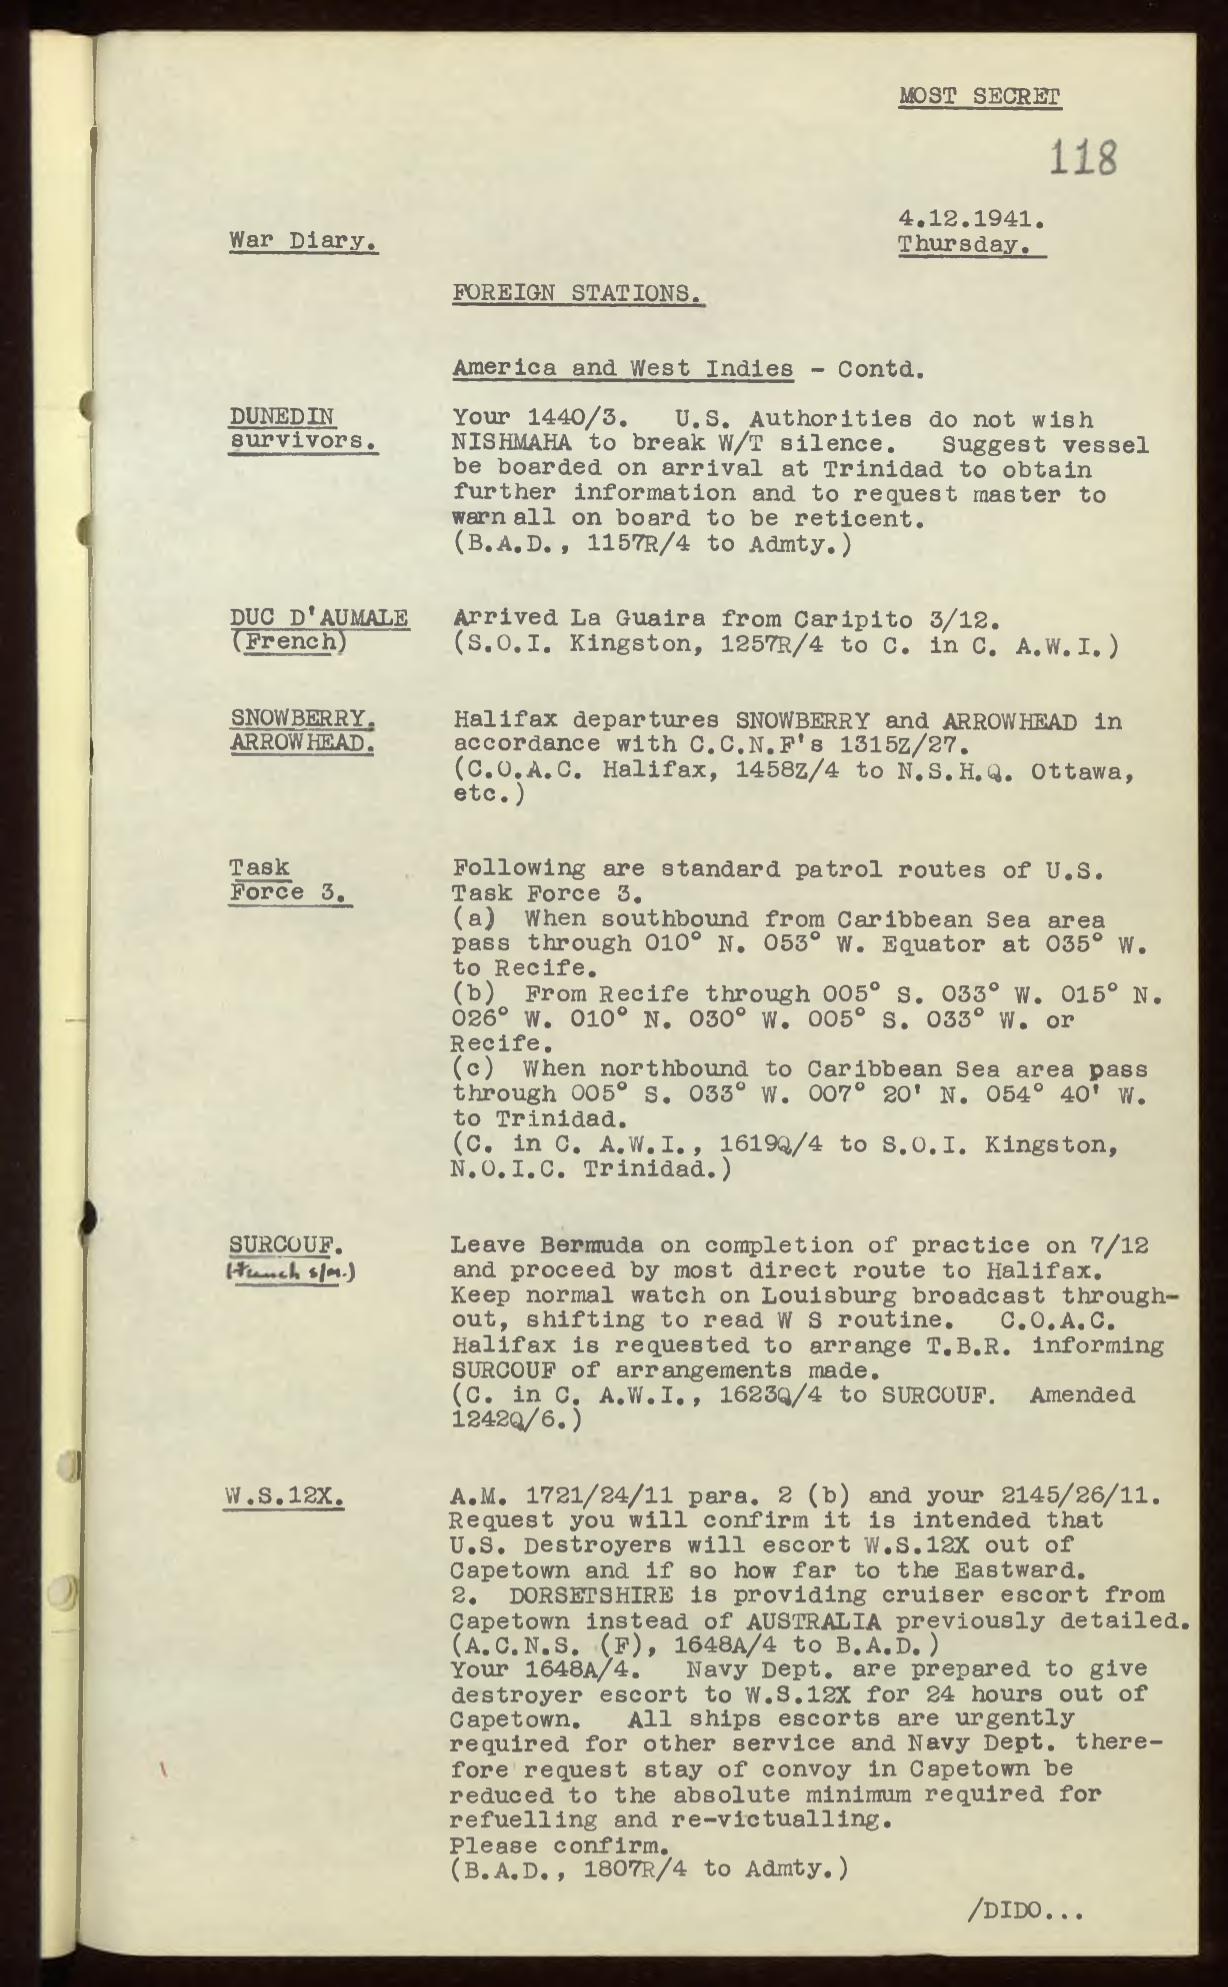 MOST SECRET
118
4.12.1941.
War Diary.
Thursday.
FOREIGN STATIONS.
America and West Indies - Contd.
DUNEDIN
survivors.
Your 1440/3. U.S. Authorities do not wish
NISHMAHA to break W/T silence. Suggest vessel
be boarded on arrival at Trinidad to obtain
further information and to request master to
warn all on board to be reticent.
(B.A.D., 1157R/4 to Admty.)
DUC D'AUMALE
(French)
Arrived La Guaira from Caripito 3/12.
(S.O.I. Kingston, 1257R/4 to C. in C. A.W.I.)
SNOWBERRY.
ARROWHEAD.
Halifax departures SNOWBERRY and ARROWHEAD in
accordance with C.C.N.F's 1315Z/27.
(C.O.A.C. Halifax, 1458Z/4 to N.S.H.Q. Ottawa,
etc.)
Task
Force 3.
Following are standard patrol routes of U.S.
Task Force 3.
(a) When southbound from Caribbean Sea area
pass through 010° N. 053° W. Equator at 035° W.
to Recife.
(b) From Recife through 005° S. 033° W. 015° N.
026° W. 010° N. 030° W. 005° S. 033° W. or
Recife.
(c) When northbound to Caribbean Sea area pass
through 005° S. 033° W. 007° 20' N. 054° 40' W.
to Trinidad.
(C. in C. A.W.I., 1619Q/4 to S.O.I. Kingston,
N.O.I.C. Trinidad.)
SURCOUF.
(French s/m.)
Leave Bermuda on completion of practice on 7/12
and proceed by most direct route to Halifax.
Keep normal watch on Louisburg broadcast through-
out, shifting to read W S routine. C.O.A.C.
Halifax is requested to arrange T.B.R. informing
SURCOUF of arrangements made.
(C. in C. A.W.I., 1623Q/4 to SURCOUF. Amended
1242Q/6.)
W.S.12X.
A.M. 1721/24/11 para. 2 (b) and your 2145/26/11.
Request you will confirm it is intended that
U.S. Destroyers will escort W.S.12X out of
Capetown and if so how far to the Eastward.
2. DORSETSHIRE is providing cruiser escort from
Capetown instead of AUSTRALIA previously detailed.
(A.C.N.S. (F), 1648A/4 to B.A.D.)
Your 1648A/4. Navy Dept. are prepared to give
destroyer escort to W.S.12X for 24 hours out of
Capetown. All ships escorts are urgently
required for other service and Navy Dept. there-
fore request stay of convoy in Capetown be
reduced to the absolute minimum required for
refuelling and re-victualling.
Please confirm.
(B.A.D., 1807R/4 to Admty.)
/DIDO...